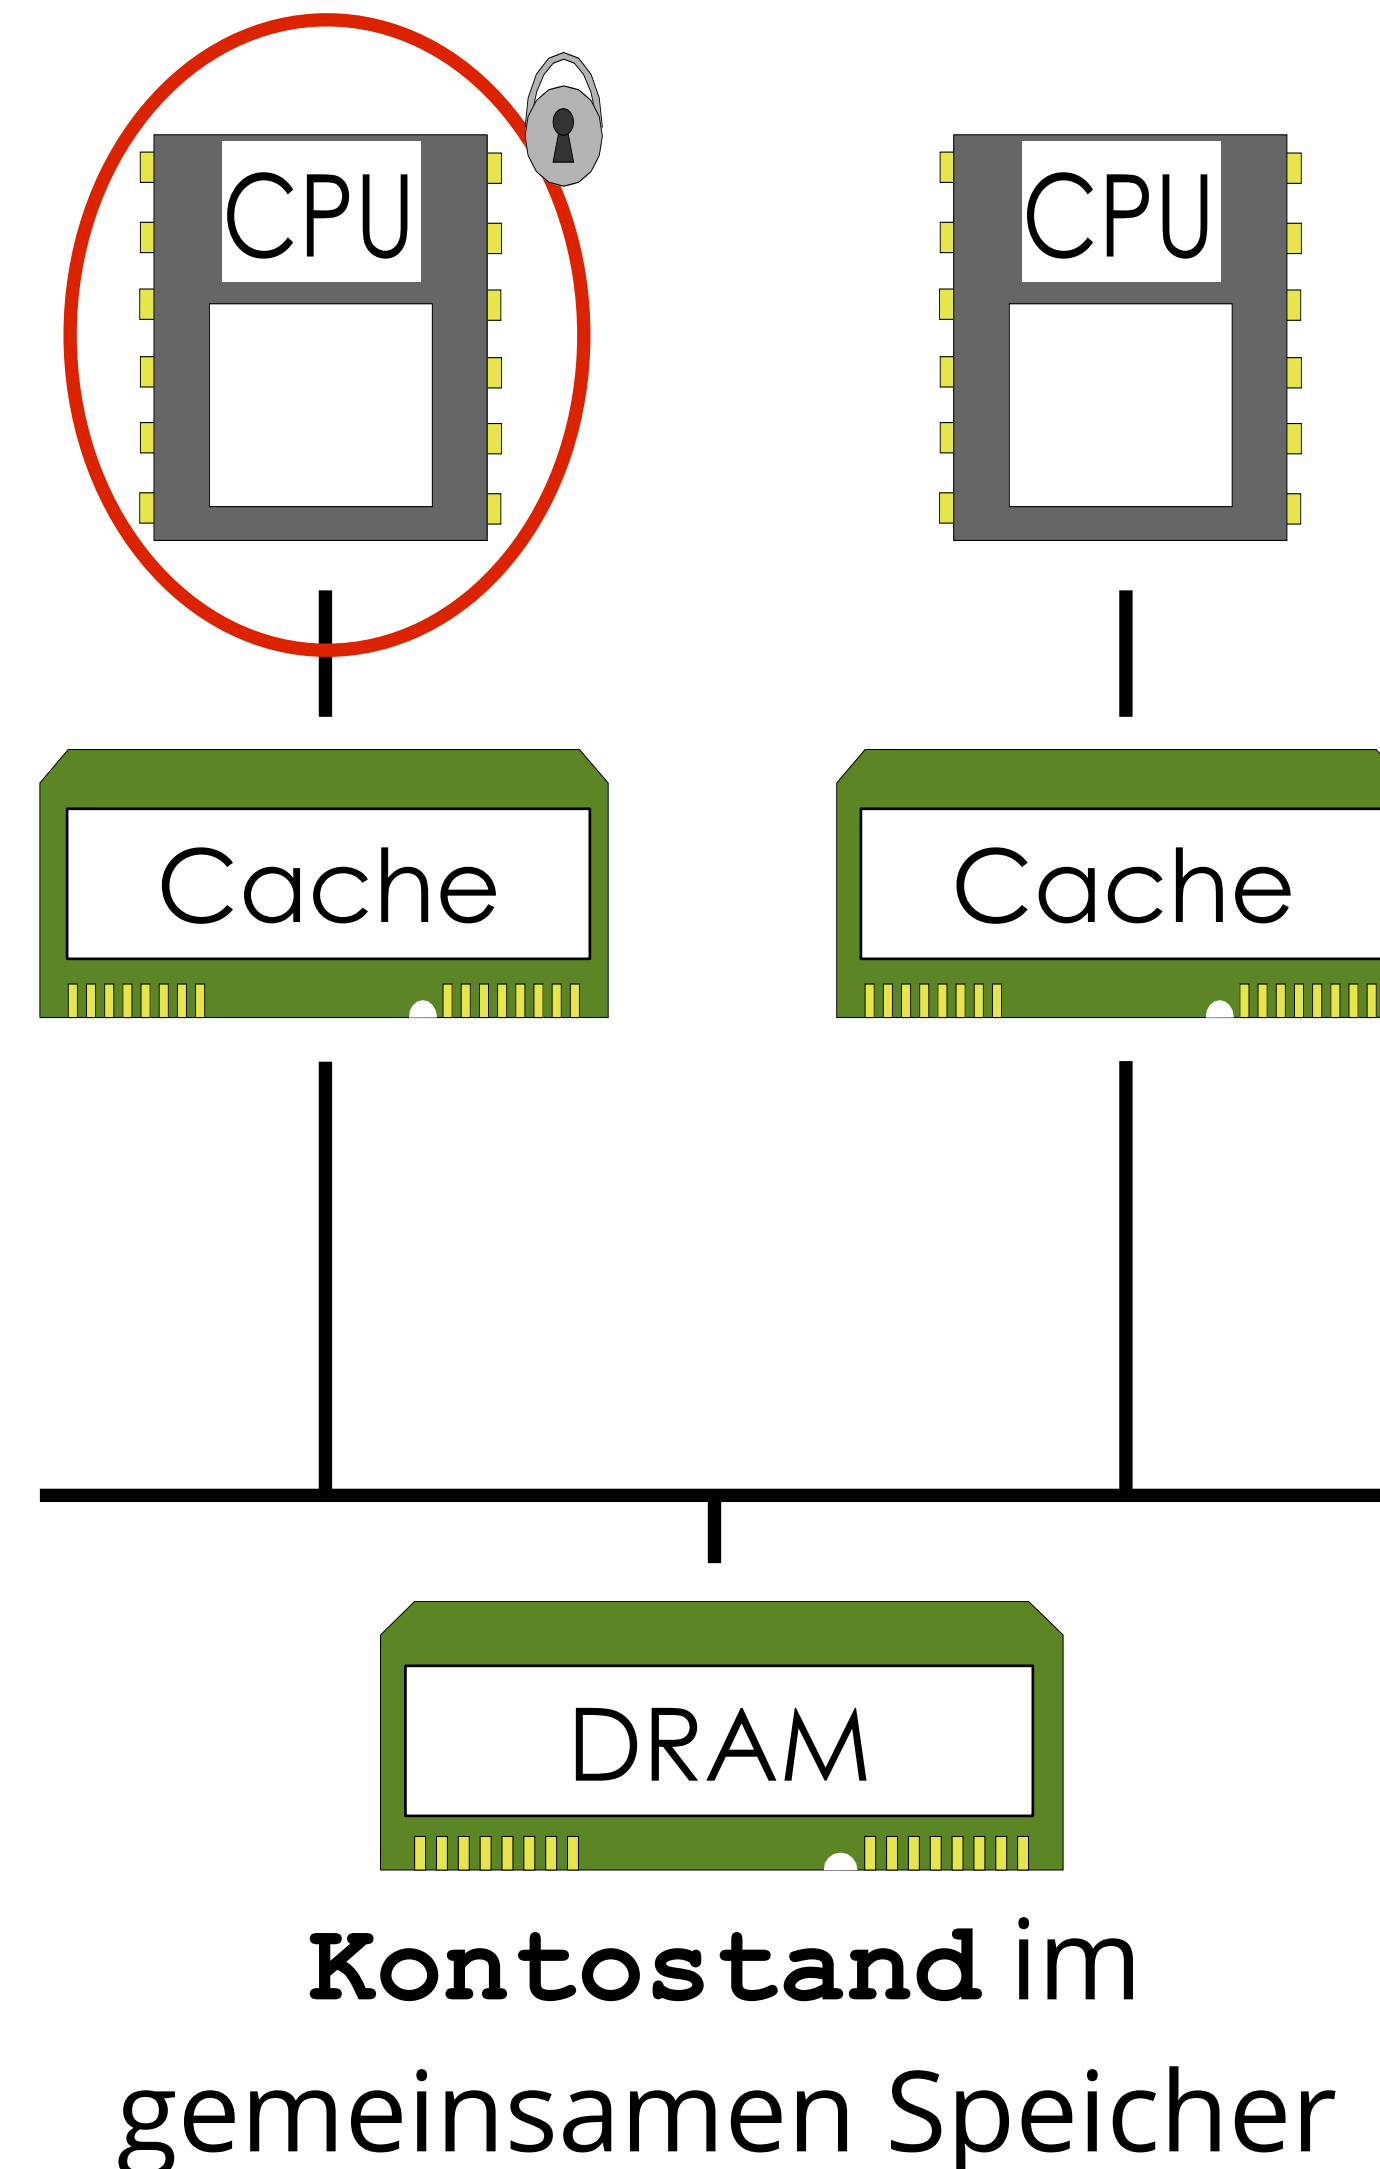 CPU CPU
Cache Cache
DRAM
Kontostand im
gemeinsamen Speicher